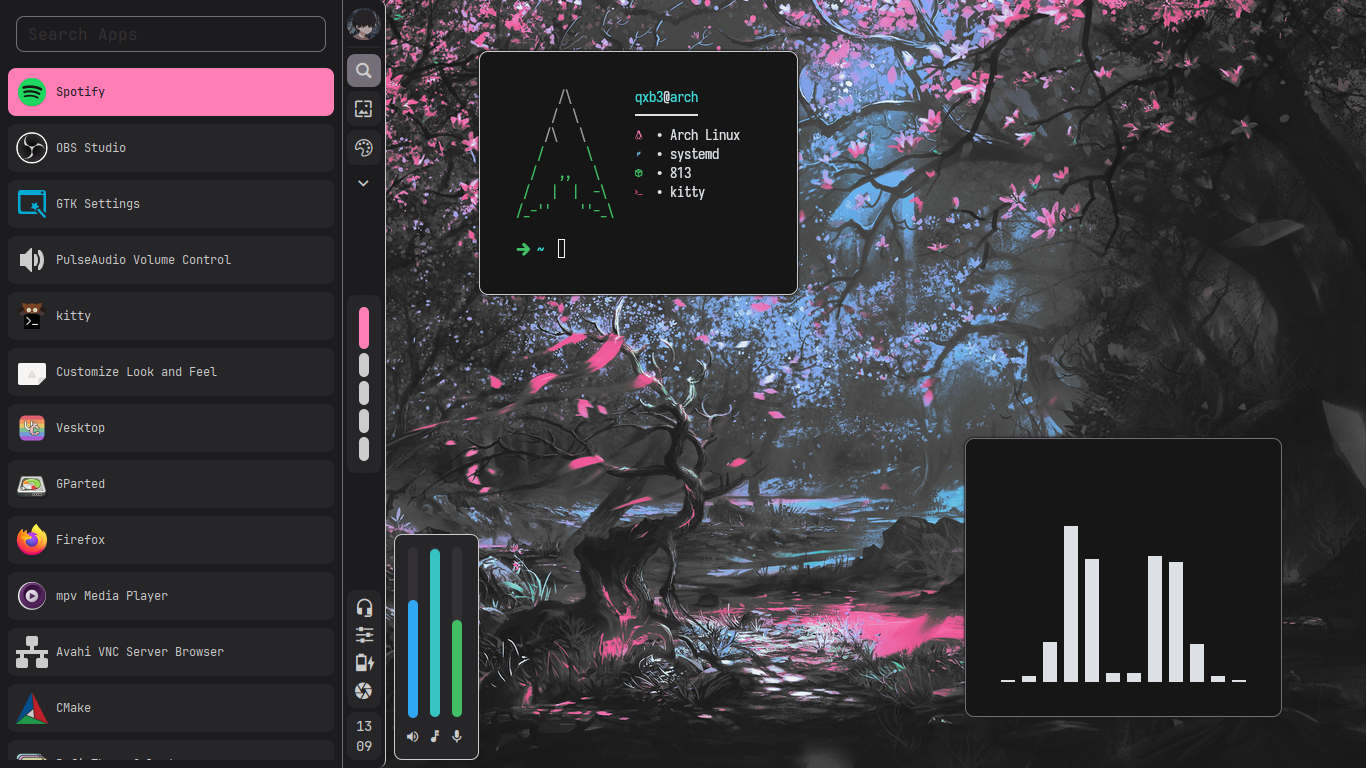 Search Apps
Spotify
OBS Studio
GTK Settings
PulseAudio Volume Control
kitty
Customize Look and Feel
Vesktop
GParted
Firefox
mpv Media Player
Avahi VNC Server Browser
CMake
13
09
qxb3@arch
• Arch Linux
• systemd
• 813
• kitty
~